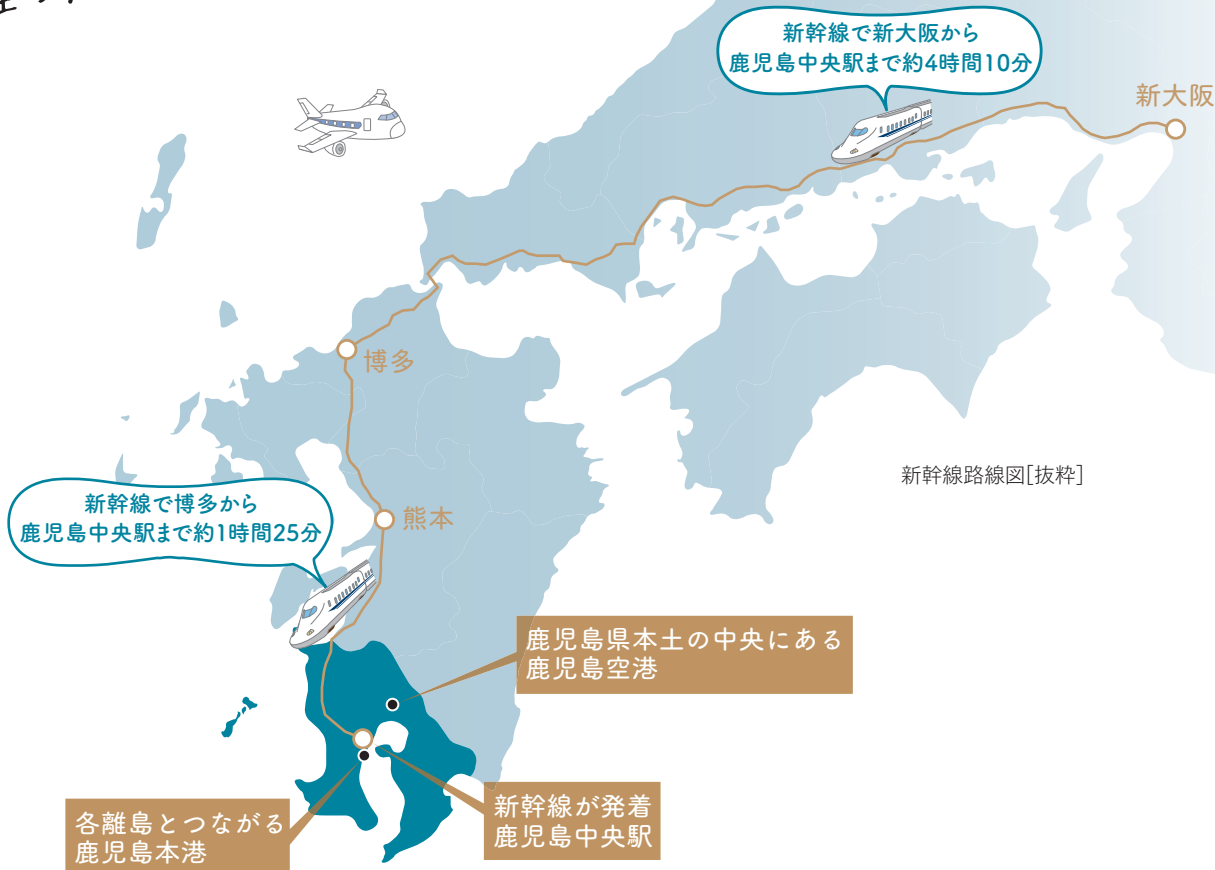 新幹線で新大阪から
鹿児島中央駅まで約4時間10分
新大阪
博多
新幹線路線図[抜粋]
新幹線で博多から
鹿児島中央駅まで約1時間25分
熊本
鹿児島県本土の中央にある
鹿児島空港
新幹線が発着
鹿児島中央駅
各離島とつながる
鹿児島本港